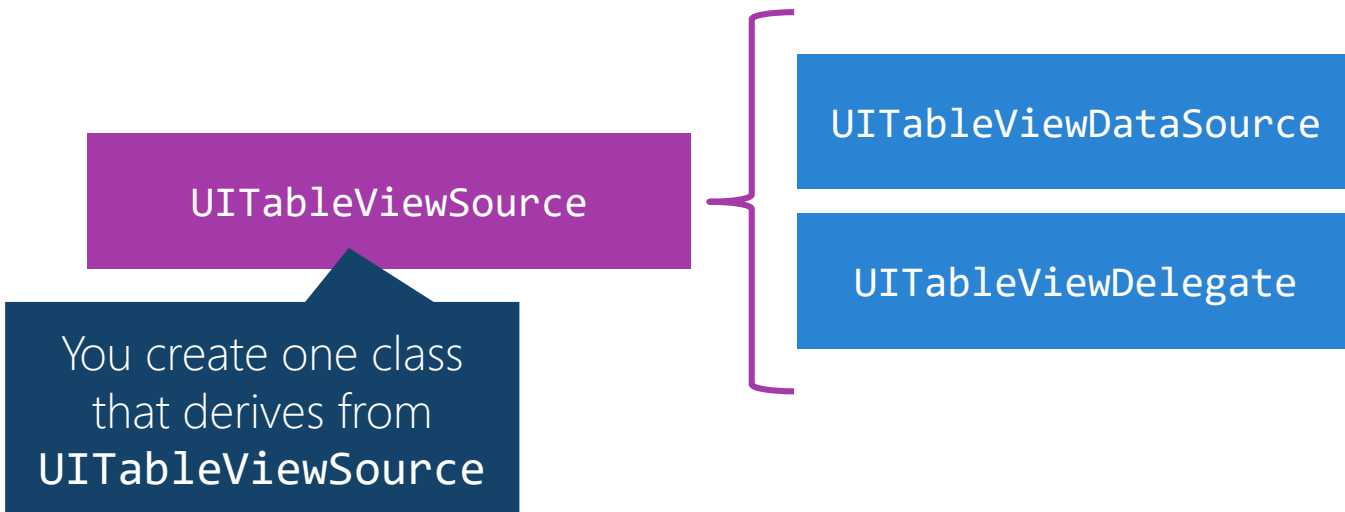 UITableViewSource
UITableViewDataSource
UITableViewDelegate
You create one class
that derives from
UITableViewSource